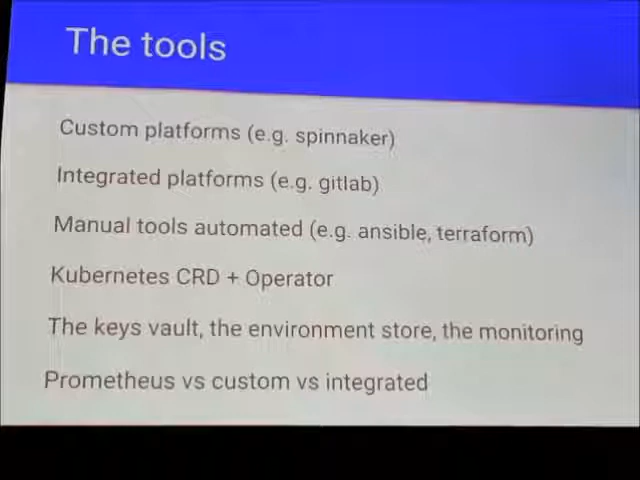 The tools
Custom platforms (e.g. spinnaker)
Integrated platforms (e.g. gitlab)
Manual tools automated (e.g. ansible, terraform)
Kubernetes CRD + Operator
The keys vault, the environment store, the monitoring
Prometheus vs custom vs integrated